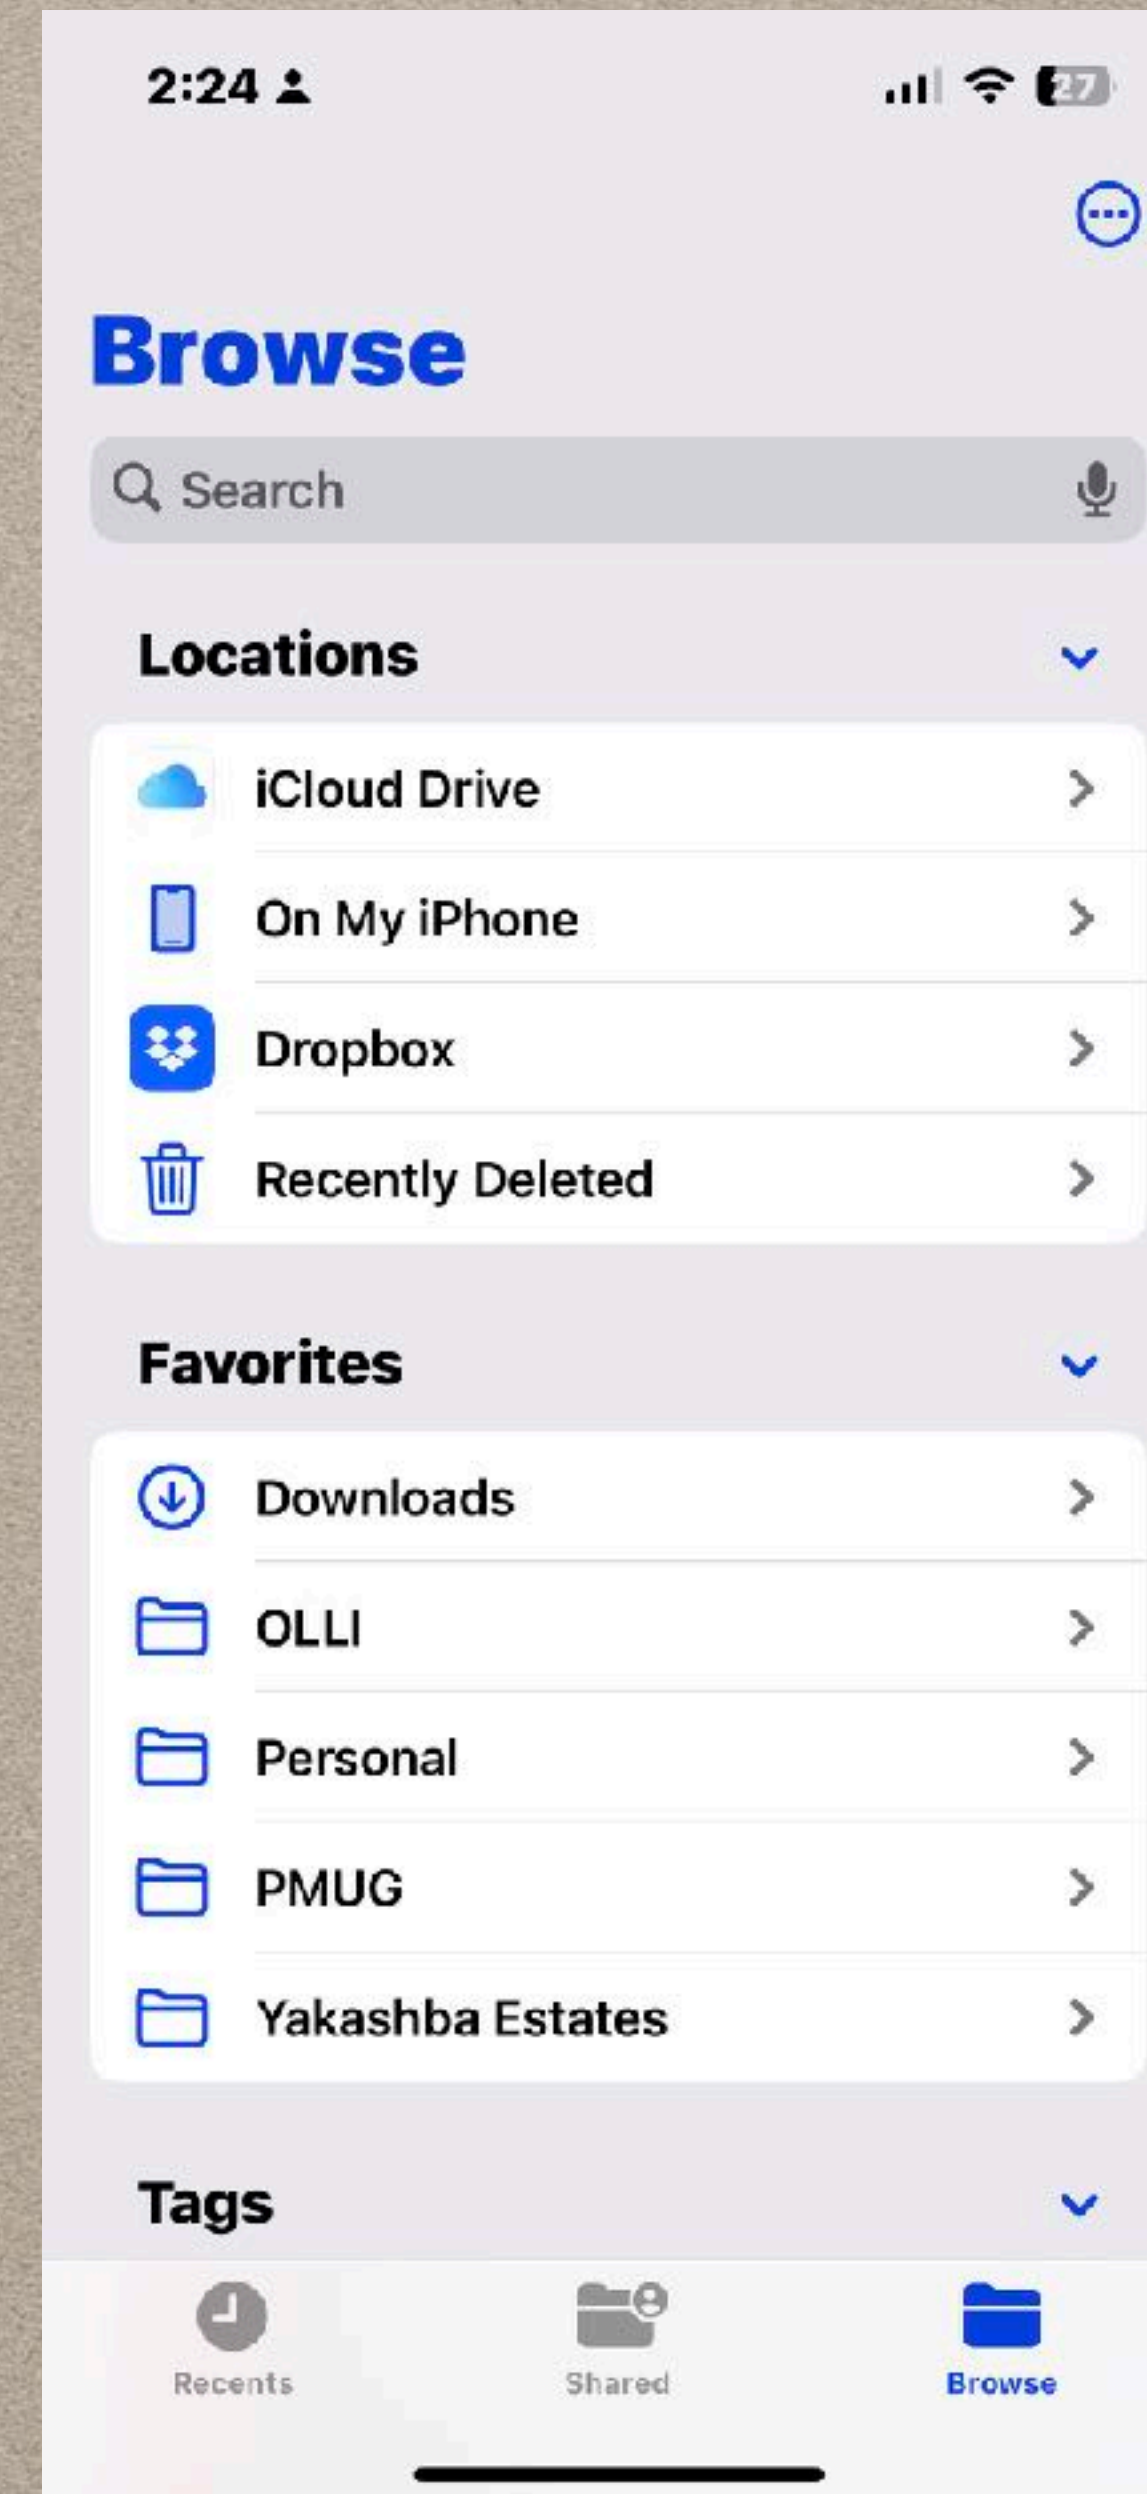 2:24
27
Browse
Search
Locations
iCloud Drive
On My iPhone
Dropbox
Recently Deleted
Favorites
Downloads
OLLI
Personal
PMUG
Yakashba Estates
Tags
Recents
Shared
Browse